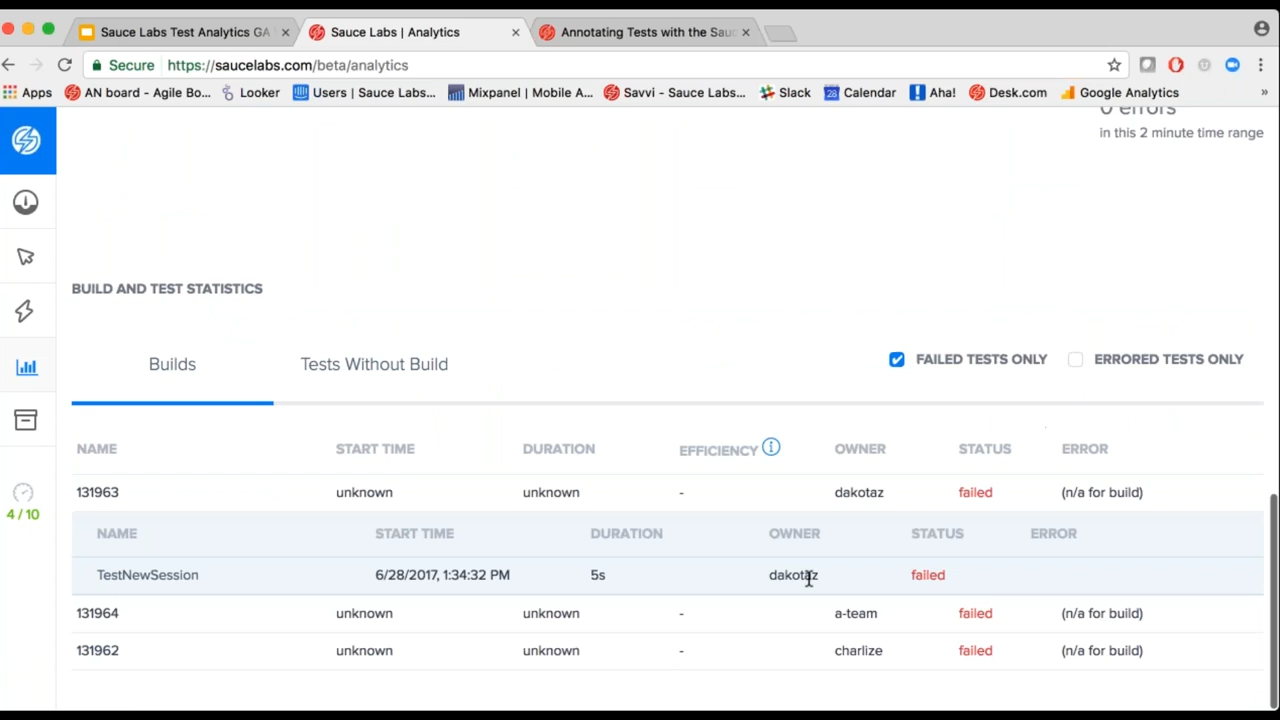 Sauce Labs Test Analytics GA
Sauce Labs | Analytics
Annotating Tests with the Sauc
Secure https://saucelabs.com/beta/analytics
Apps AN board - Agile Bo... Looker Users | Sauce Labs... Mixpanel | Mobile A... Savvi - Sauce Labs... Slack 28 Calendar Aha! Desk.com Google Analytics »
0 errors
in this 2 minute time range
BUILD AND TEST STATISTICS
Builds Tests Without Build FAILED TESTS ONLY ERRORED TESTS ONLY
NAME START TIME DURATION EFFICIENCY OWNER STATUS ERROR
131963 unknown unknown - dakotaz failed (n/a for build)
4 / 10
NAME START TIME DURATION OWNER STATUS ERROR
TestNewSession 6/28/2017, 1:34:32 PM 5s dakotaz failed
131964 unknown unknown - a-team failed (n/a for build)
131962 unknown unknown - charlize failed (n/a for build)